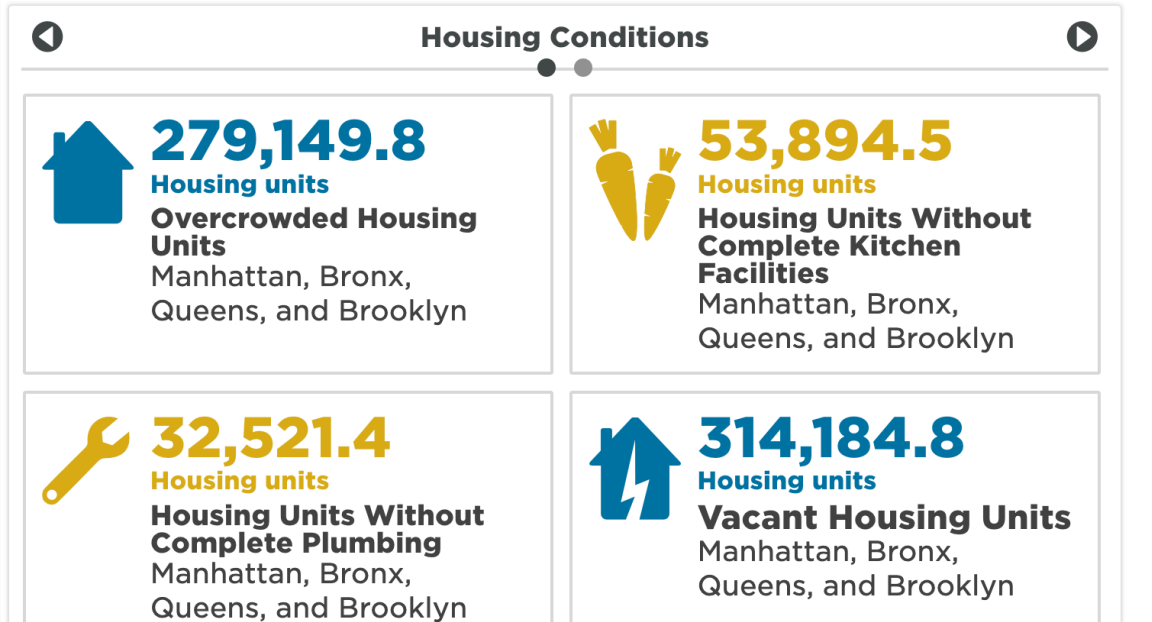 Housing Conditions
279,149.8
Housing units
Overcrowded Housing
Units
Manhattan, Bronx,
Queens, and Brooklyn
53,894.5
Housing units
Housing Units Without
Complete Kitchen
Facilities
Manhattan, Bronx,
Queens, and Brooklyn
32,521.4
Housing units
Housing Units Without
Complete Plumbing
Manhattan, Bronx,
Queens, and Brooklyn
314,184.8
Housing units
Vacant Housing Units
Manhattan, Bronx,
Queens, and Brooklyn